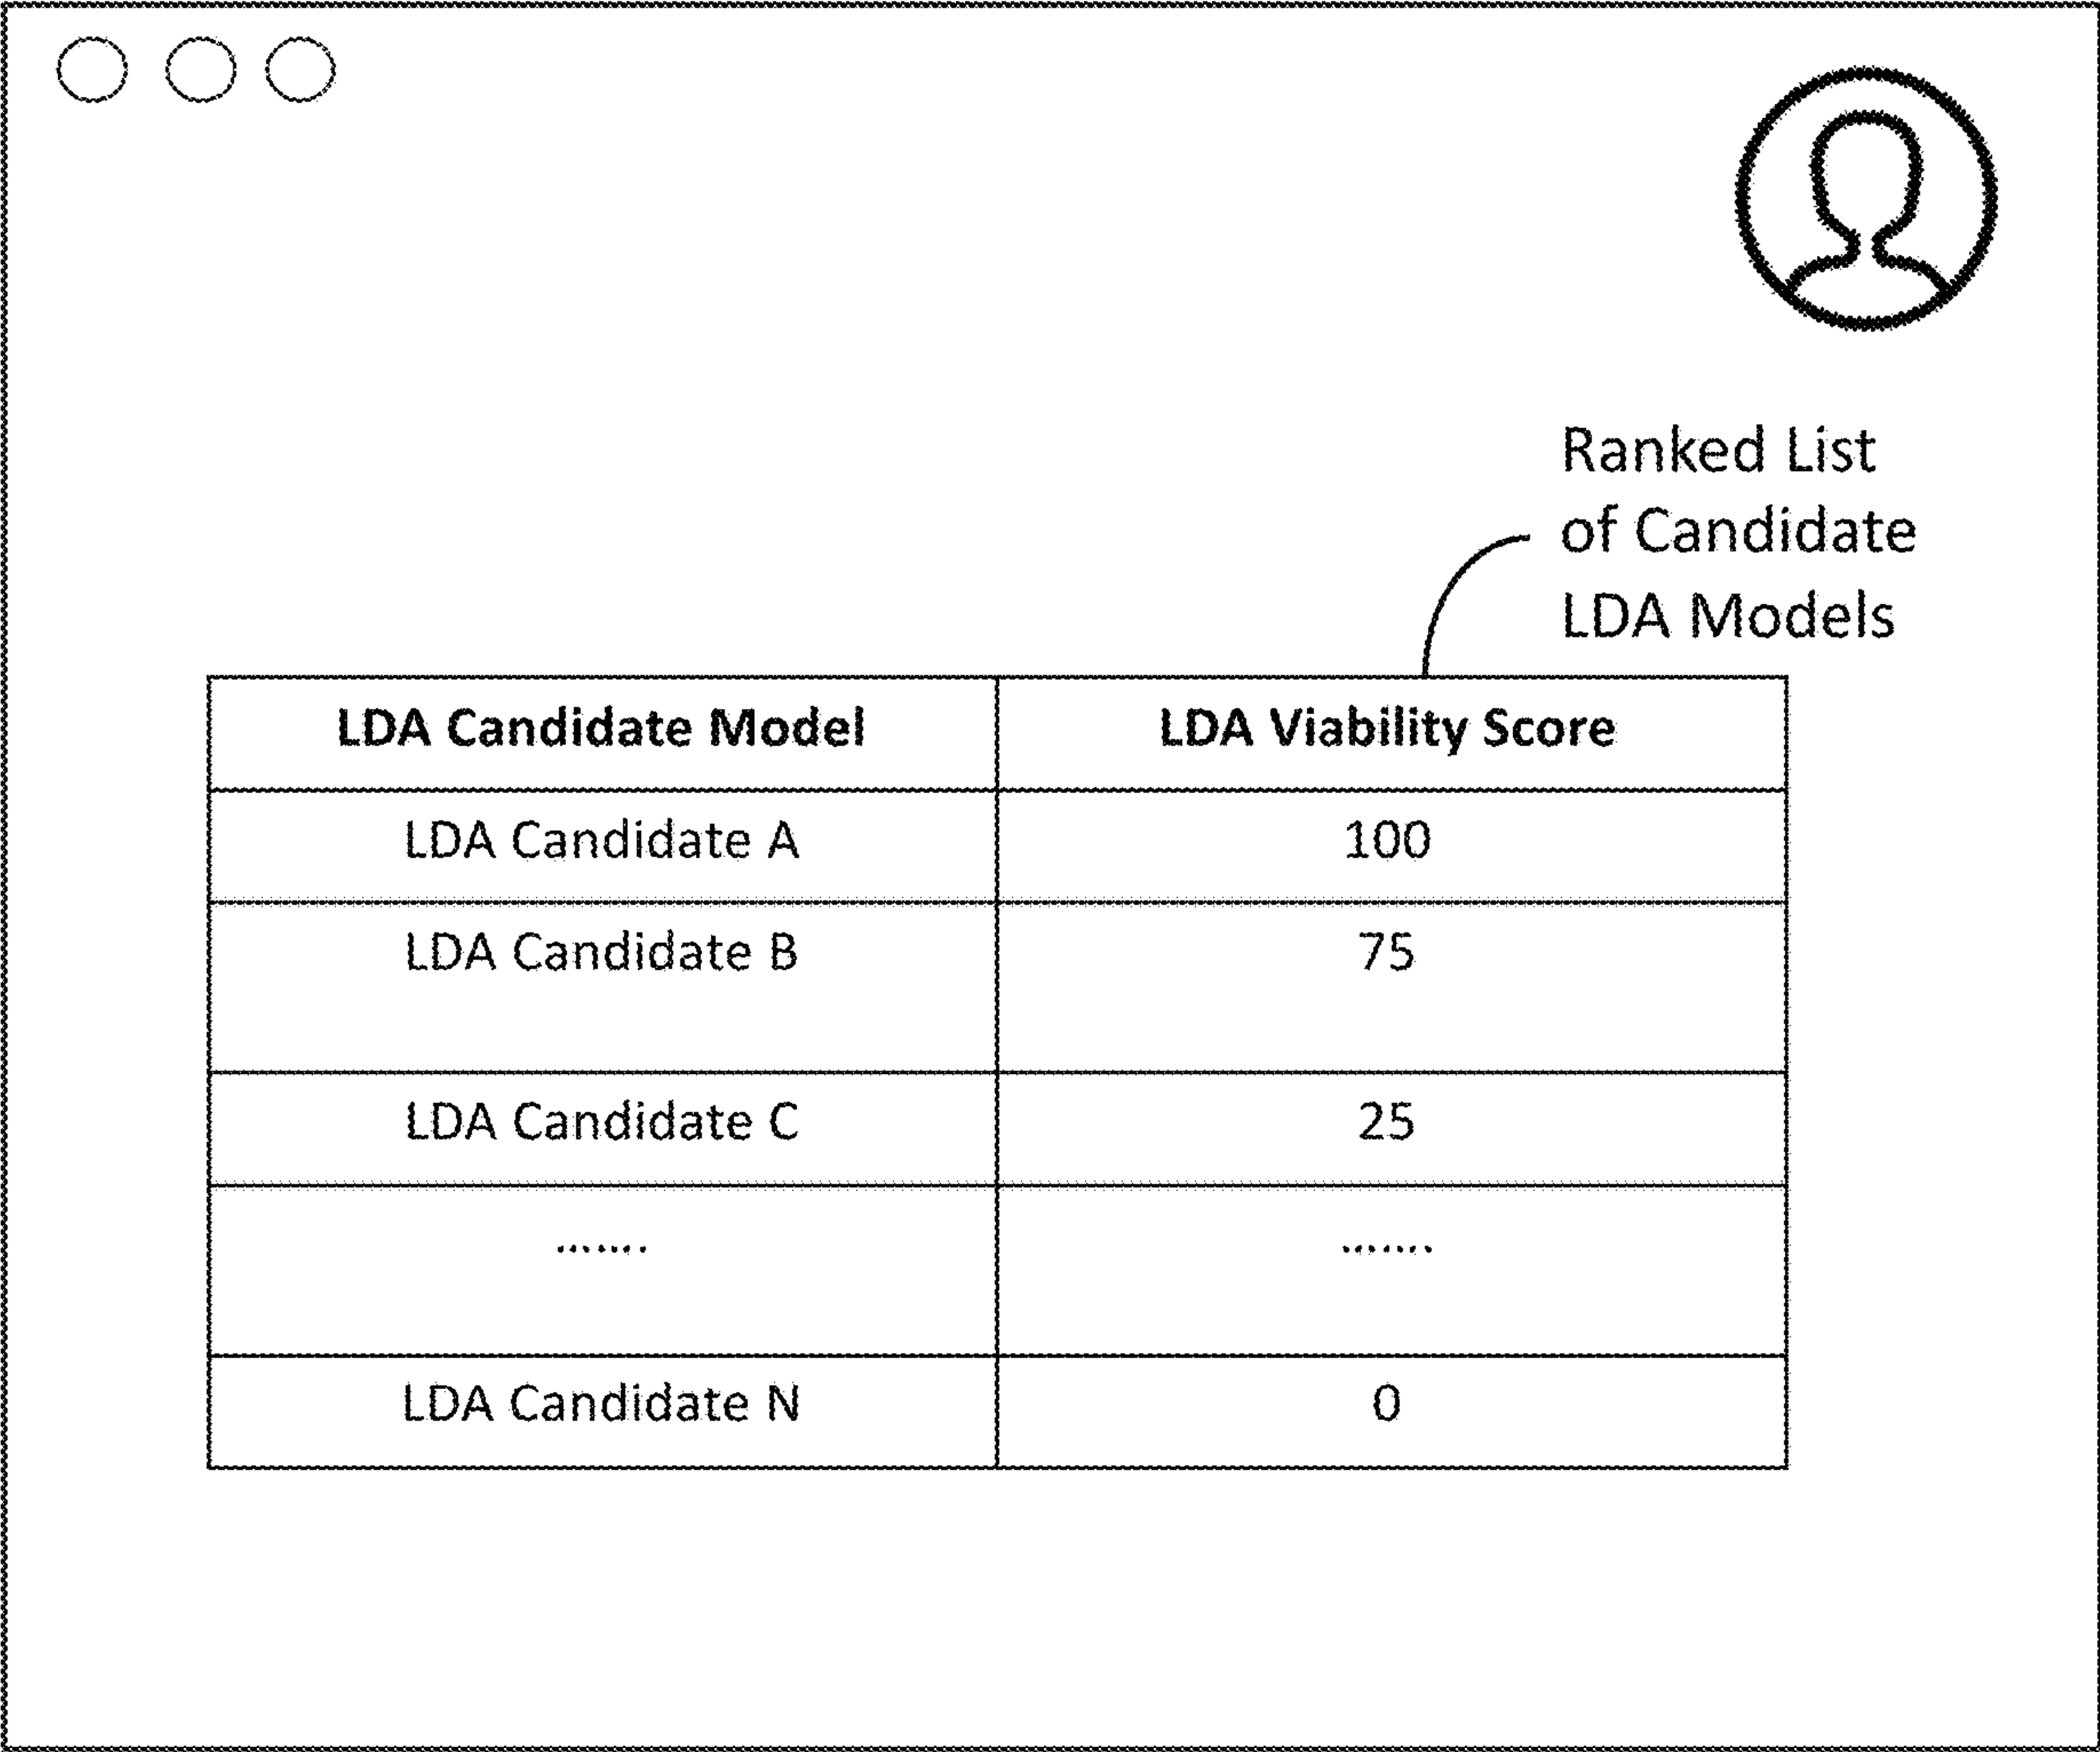 Ranked List
of Candidate
LDA Models
LDA Candidate Model LDA Viability Score
LDA Candidate A 100
LDA Candidate B 75
LDA Candidate C 25
....... .......
LDA Candidate N 0